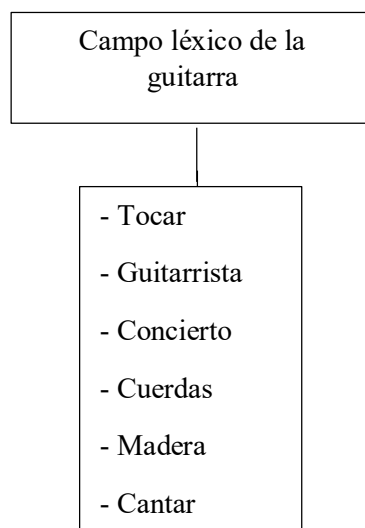 Campo léxico de la
guitarra
- Tocar
- Guitarrista
- Concierto
- Cuerdas
- Madera
- Cantar